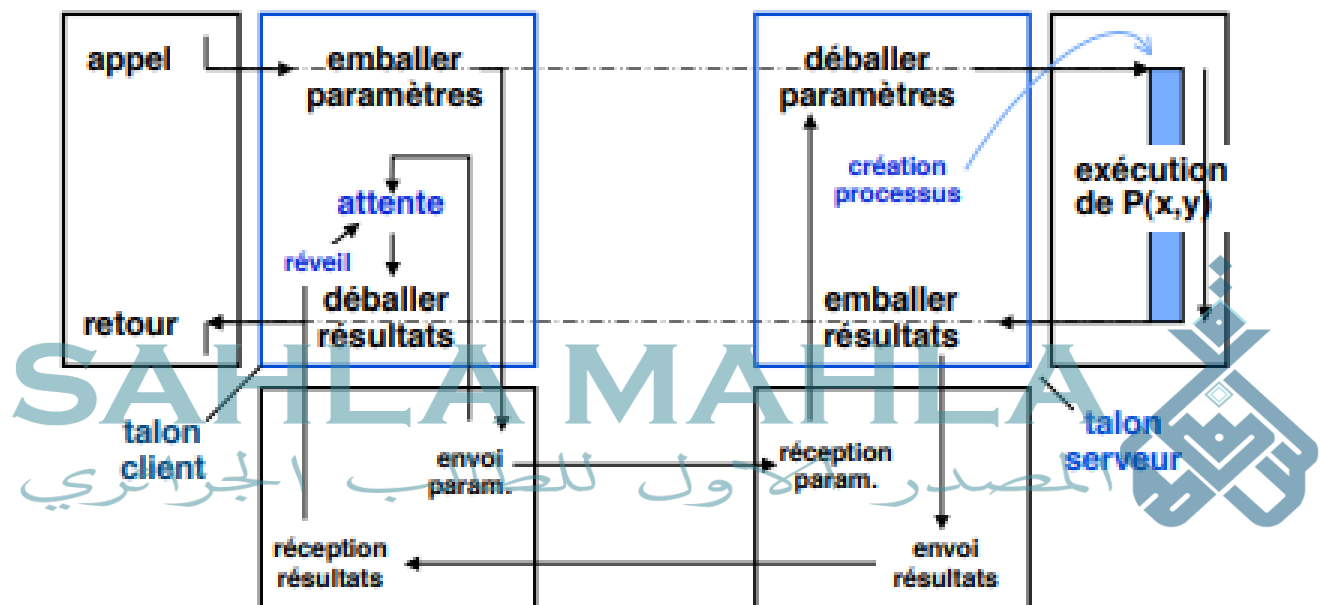 appel
emballer
paramètres
déballer
paramètres
création
processus
exécution
de P(x,y)
attente
réveil
déballer
résultats
retour
emballer
résultats
SAHLA MAHLA
talon
client
envoi
param.
réception
param.
talon
serveur
المصدر الاول للطالب الجزائري
réception
résultats
envoi
résultats